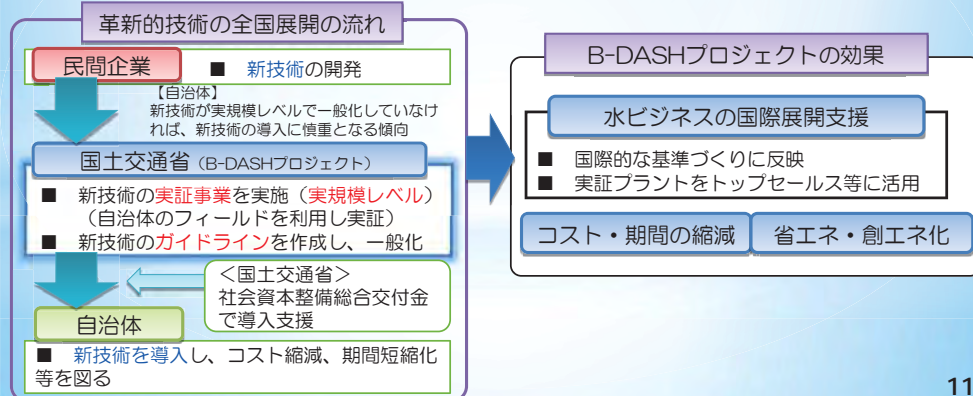 革新的技術の全国展開の流れ
民間企業
■ 新技術の開発
【自治体】
新技術が実規模レベルで一般化していなけ
れば、新技術の導入に慎重となる傾向
国土交通省（B-DASHプロジェクト）
■ 新技術の実証事業を実施（実規模レベル）
（自治体のフィールドを利用し実証）
■ 新技術のガイドラインを作成し、一般化
＜国土交通省＞
社会資本整備総合交付金
で導入支援
自治体
■ 新技術を導入し、コスト縮減、期間短縮化
等を図る
B-DASHプロジェクトの効果
水ビジネスの国際展開支援
■ 国際的な基準づくりに反映
■ 実証プラントをトップセールス等に活用
コスト・期間の縮減
省エネ・創エネ化
11